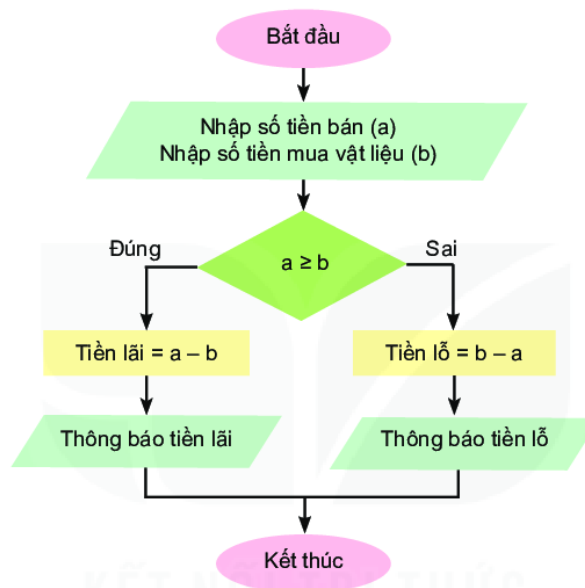 Bắt đầu
Nhập số tiền bán (a)
Nhập số tiền mua vật liệu (b)
a ≥ b
Đúng
Sai
Tiền lãi = a – b
Tiền lỗ = b – a
Thông báo tiền lãi
Thông báo tiền lỗ
Kết thúc